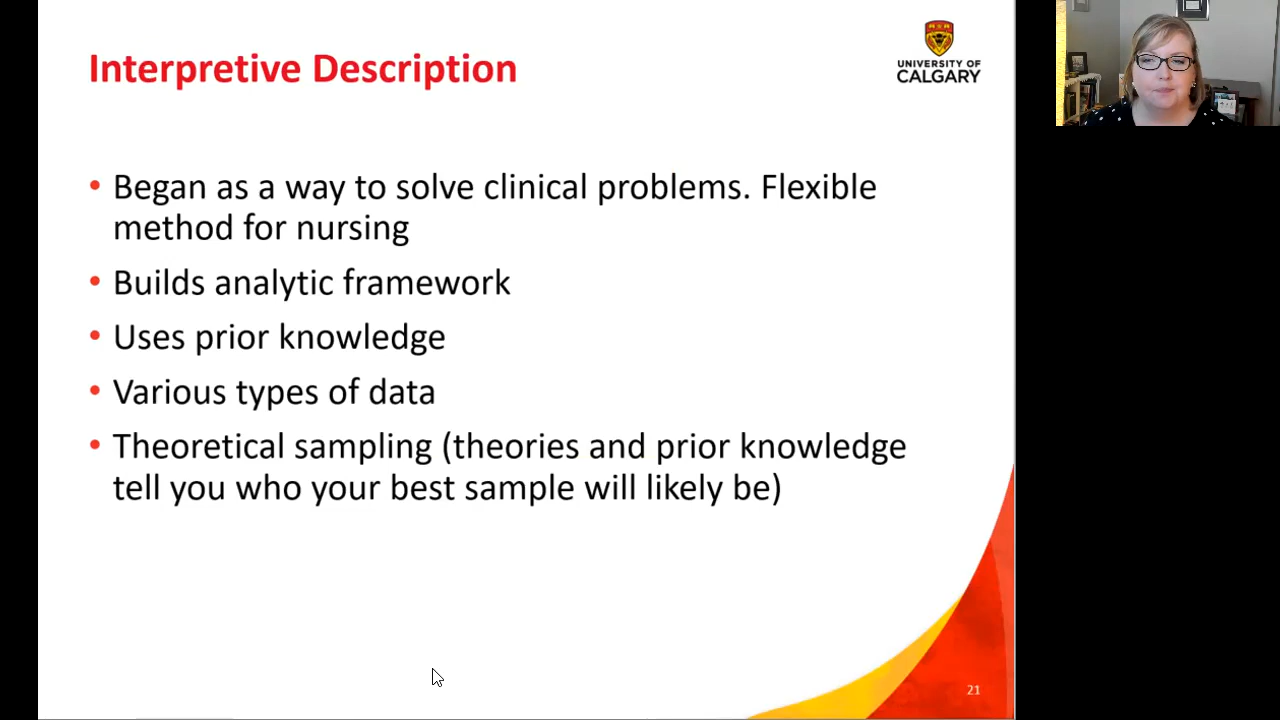 Interpretive Description
UNIVERSITY OF
CALGARY
• Began as a way to solve clinical problems. Flexible
method for nursing
• Builds analytic framework
• Uses prior knowledge
• Various types of data
• Theoretical sampling (theories and prior knowledge
tell you who your best sample will likely be)
21